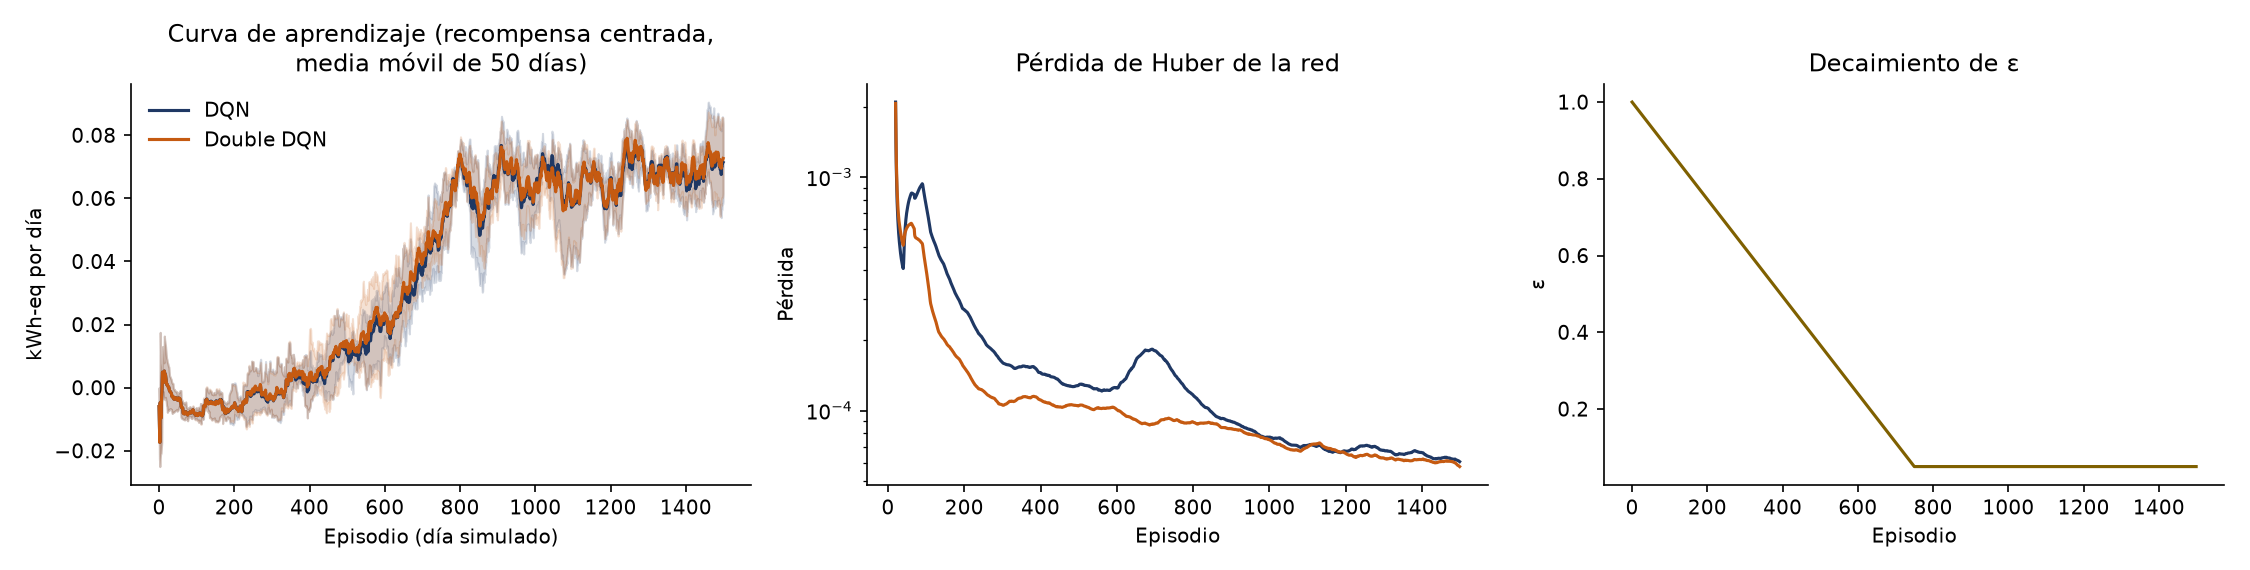 Curva de aprendizaje (recompensa centrada,
media móvil de 50 días)
DQN
Double DQN
kWh-eq por día
0.08
0.06
0.04
0.02
0.00
−0.02
0 200 400 600 800 1000 1200 1400
Episodio (día simulado)
Pérdida de Huber de la red
Pérdida
10⁻³
10⁻⁴
0 200 400 600 800 1000 1200 1400
Episodio
Decaimiento de ε
ε
1.0
0.8
0.6
0.4
0.2
0 200 400 600 800 1000 1200 1400
Episodio